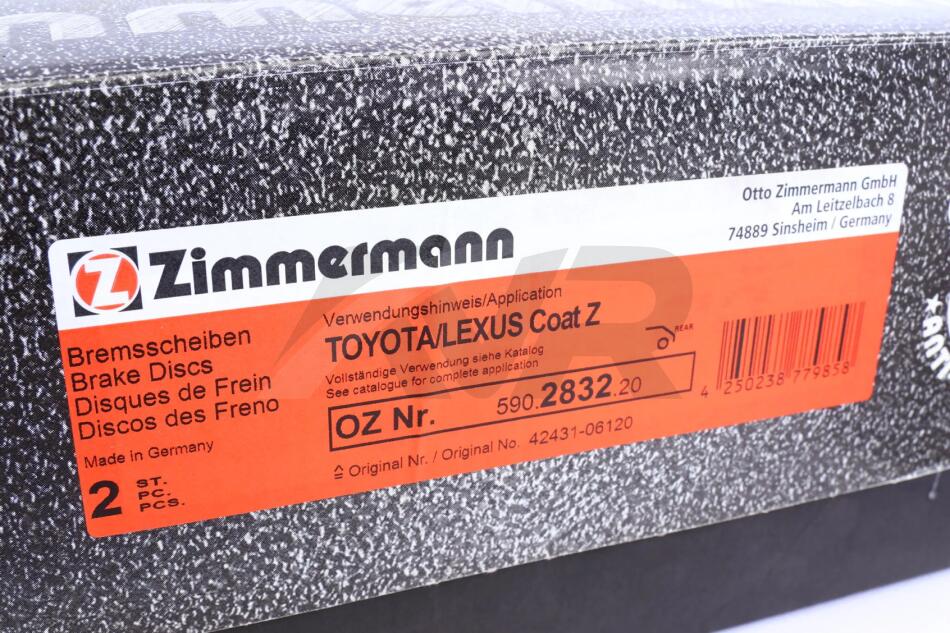 Zimmermann
Otto Zimmermann GmbH
Am Leitzelbach 8
74889 Sinsheim / Germany
Bremsscheiben
Brake Discs
Disques de Frein
Discos des Freno
Made in Germany
2 ST.
PC.
PCS.
Verwendungshinweis/Application
TOYOTA/LEXUS Coat Z
Vollständige Verwendung siehe Katalog
See catalogue for complete application
REAR
OZ Nr. 590.2832.20
≙ Original Nr. / Original No. 42431-06120
4 250238 779858